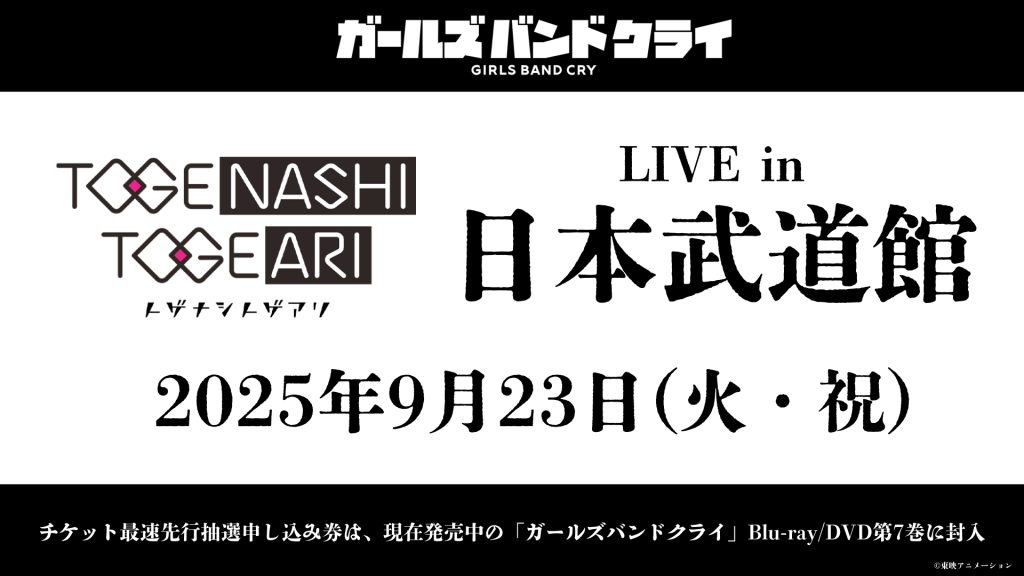 ガールズバンドクライ
GIRLS BAND CRY
TOGENASHI
TOGEARI
トゲナシトゲアリ
LIVE in
日本武道館
2025年9月23日(火・祝)
チケット最速先行抽選申し込み券は、現在発売中の「ガールズバンドクライ」Blu-ray/DVD第7巻に封入
©東映アニメーション